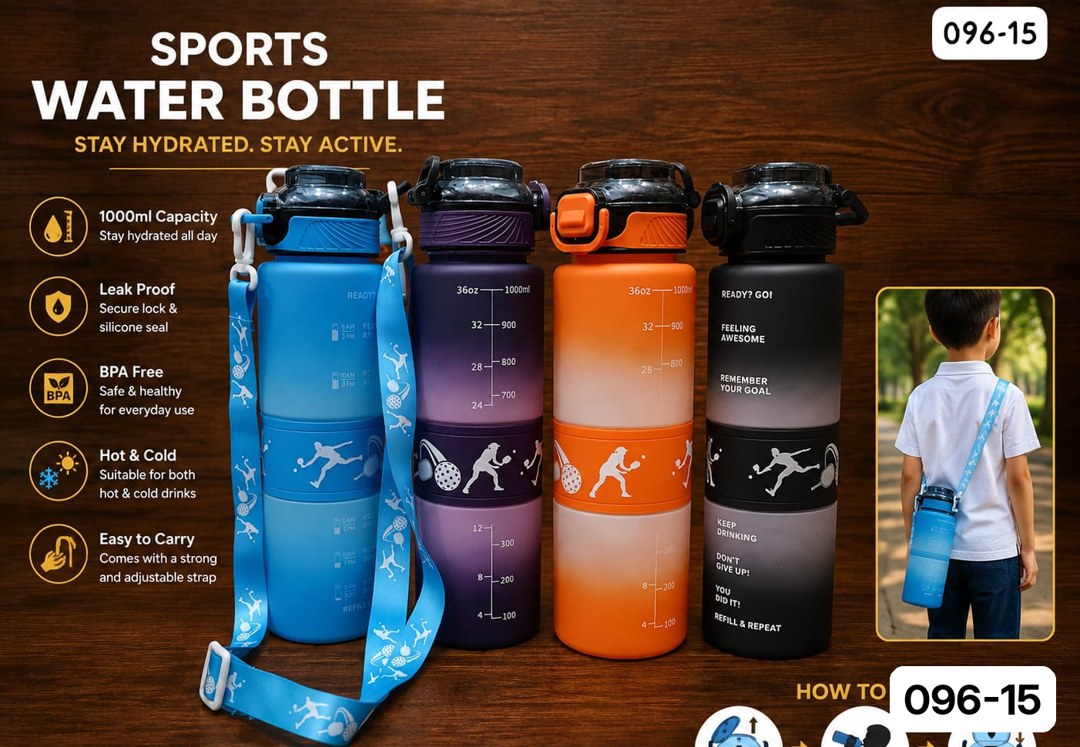 096-15
SPORTS
WATER BOTTLE
STAY HYDRATED. STAY ACTIVE.
1000ml Capacity
Stay hydrated all day
Leak Proof
Secure lock &
silicone seal
BPA Free
BPA
Safe & healthy
for everyday use
Hot & Cold
Suitable for both
hot & cold drinks
Easy to Carry
Comes with a strong
and adjustable strap
READY?
REFILL
36oz 1000ml
32 900
28 800
700
24
12
300
8 200
4 100
36oz 1000ml
32 900
28 800
8 200
4 100
READY? GO!
FEELING
AWESOME
REMEMBER
YOUR GOAL
KEEP
DRINKING
DON'T
GIVE UP!
YOU
DID IT!
REFILL & REPEAT
HOW TO
096-15